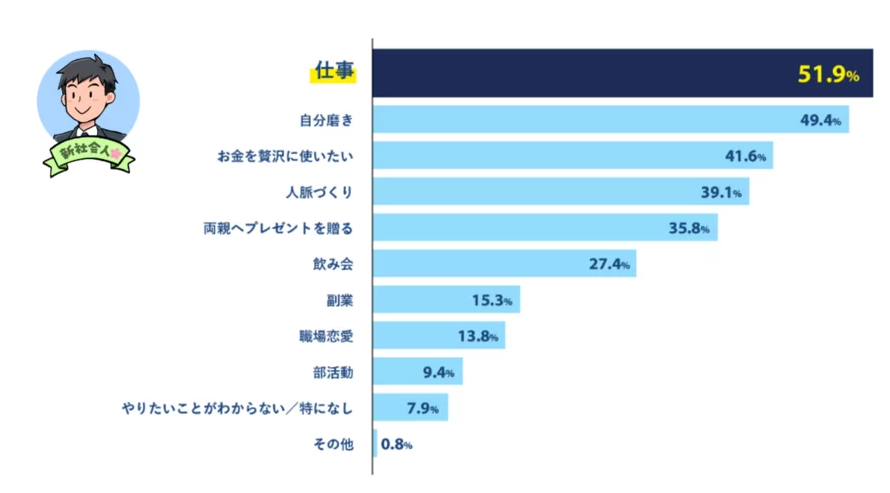 仕事 51.9%
新社会人
自分磨き 49.4%
お金を贅沢に使いたい 41.6%
人脈づくり 39.1%
両親へプレゼントを贈る 35.8%
飲み会 27.4%
副業 15.3%
職場恋愛 13.8%
部活動 9.4%
やりたいことがわからない／特になし 7.9%
その他 0.8%